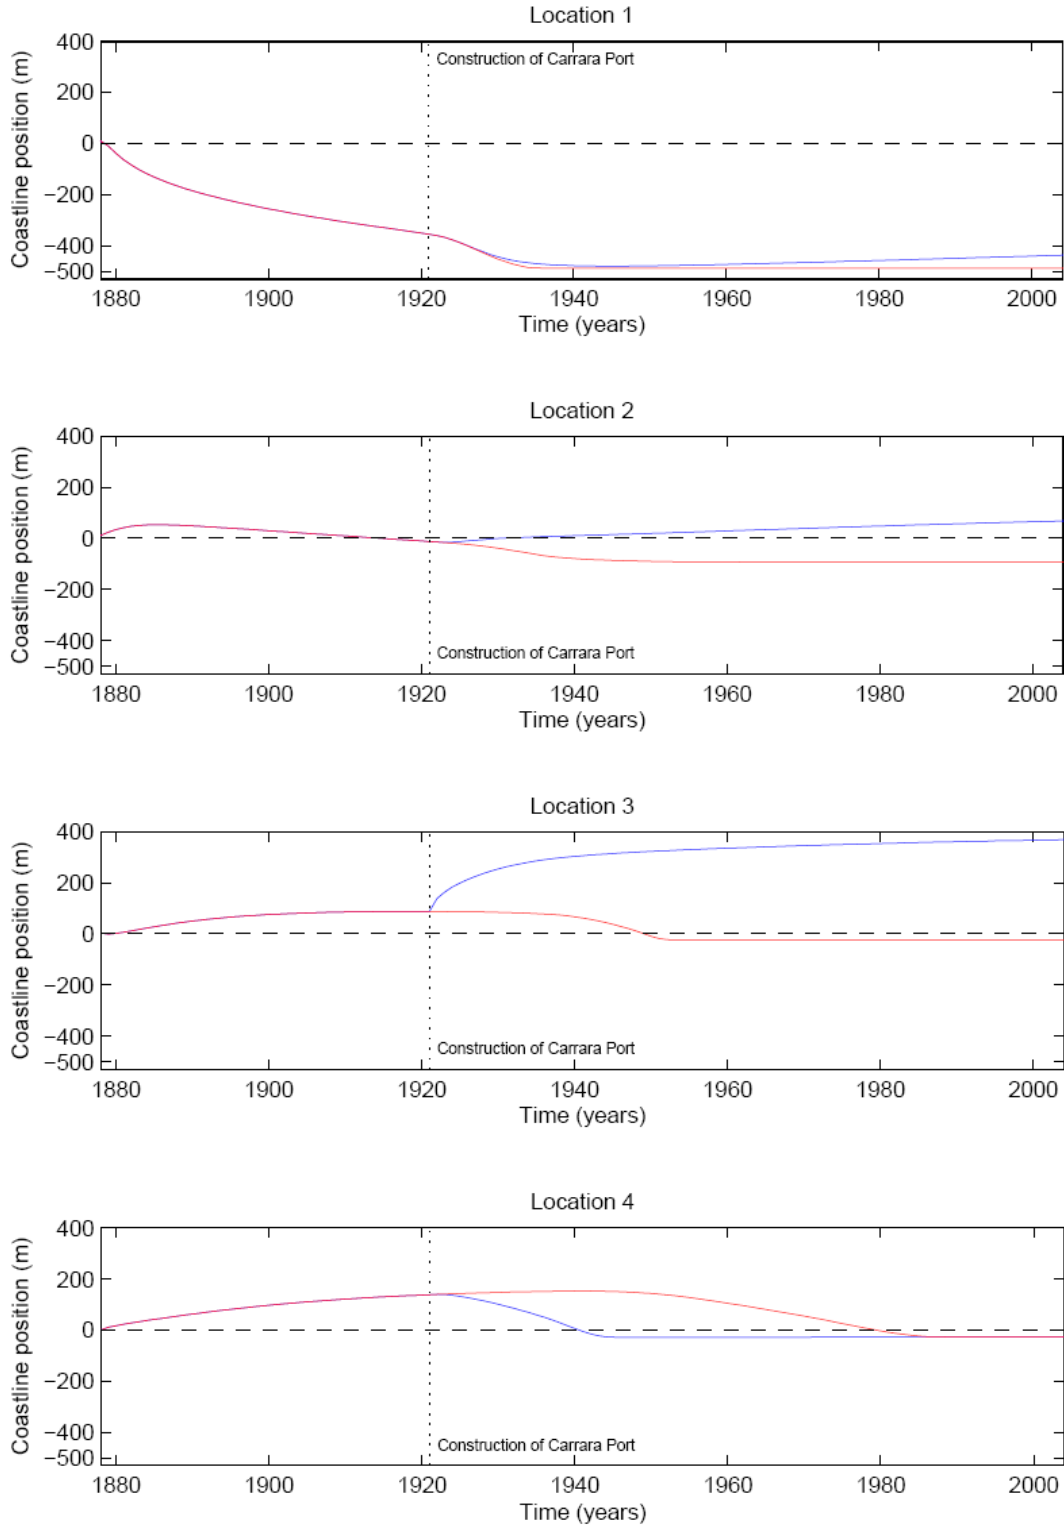 Location 1
Coastline position (m)
400
200
0
−200
−400
−500
Construction of Carrara Port
1880 1900 1920 1940 1960 1980 2000
Time (years)
Location 2
Coastline position (m)
400
200
0
−200
−400
−500
Construction of Carrara Port
1880 1900 1920 1940 1960 1980 2000
Time (years)
Location 3
Coastline position (m)
400
200
0
−200
−400
−500
Construction of Carrara Port
1880 1900 1920 1940 1960 1980 2000
Time (years)
Location 4
Coastline position (m)
400
200
0
−200
−400
−500
Construction of Carrara Port
1880 1900 1920 1940 1960 1980 2000
Time (years)